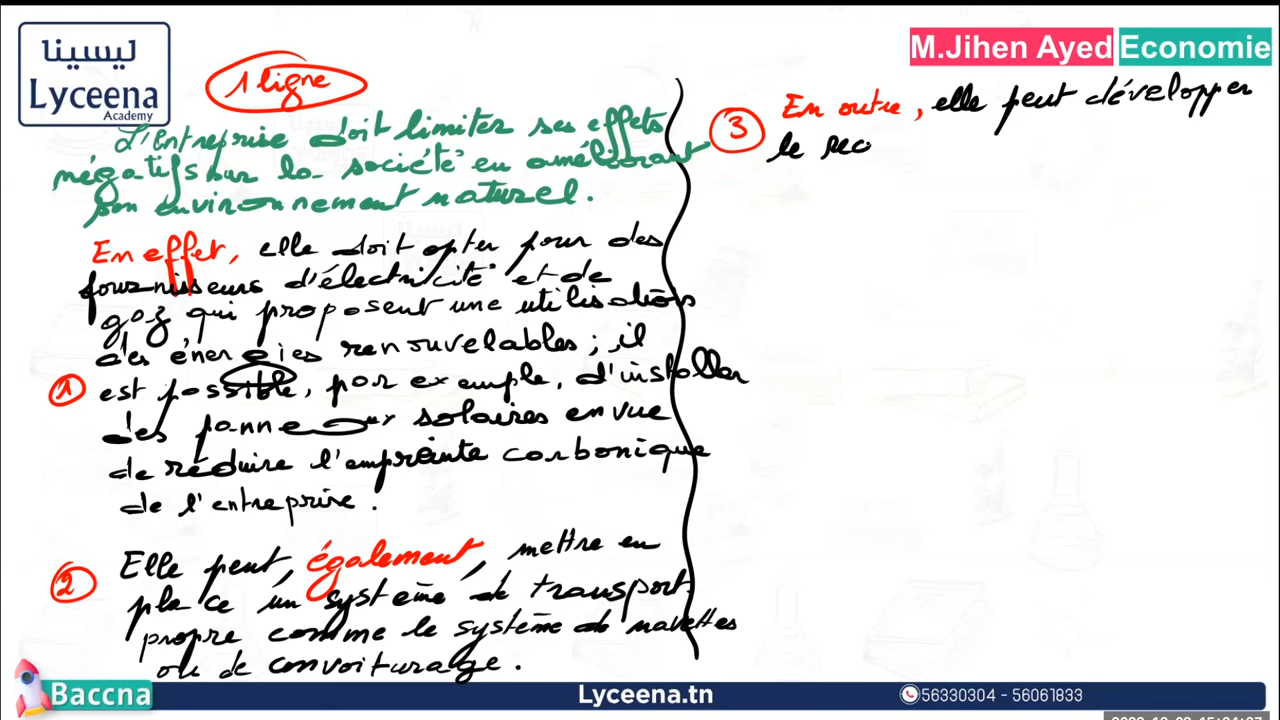 ليسينا
Lyceena
Academy
M.Jihen Ayed Economie
1 ligne
L'Entreprise doit limiter ses effets
négatifs sur la société en améliorant
son environnement naturel.
En effet, elle doit opter pour des
fournisseurs d'électricité et de
gaz, qui proposent une utilisation
des énergies renouvelables ; il
① est possible, par exemple, d'installer
des panneaux solaires en vue
de réduire l'empreinte carbonique
de l'entreprise.
② Elle peut, également, mettre en
place un système de transport
propre comme le système de navettes
ou de convoiturage.
③ En outre, elle peut développer
le rec
Baccna
Lyceena.tn
56330304 - 56061833